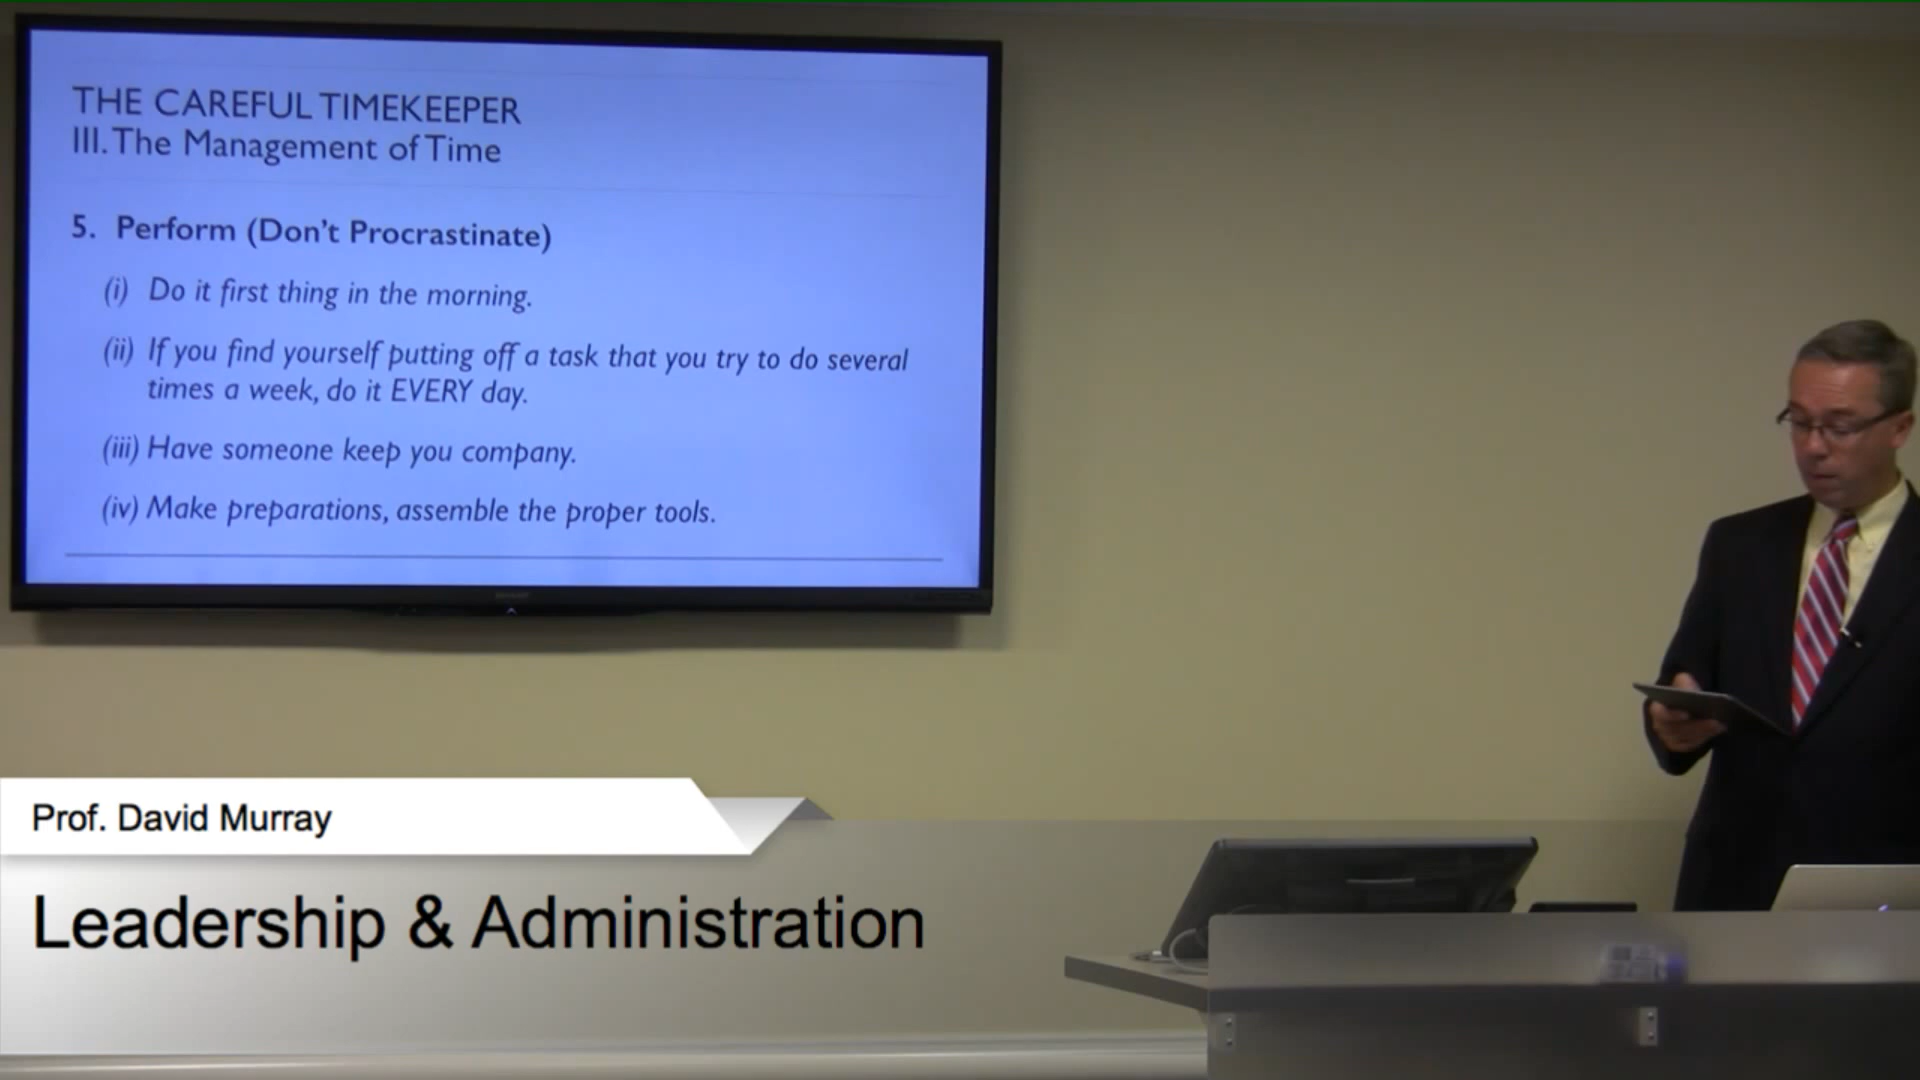 THE CAREFUL TIMEKEEPER
III. The Management of Time
5. Perform (Don't Procrastinate)
(i) Do it first thing in the morning.
(ii) If you find yourself putting off a task that you try to do several
times a week, do it EVERY day.
(iii) Have someone keep you company.
(iv) Make preparations, assemble the proper tools.
Prof. David Murray
Leadership & Administration